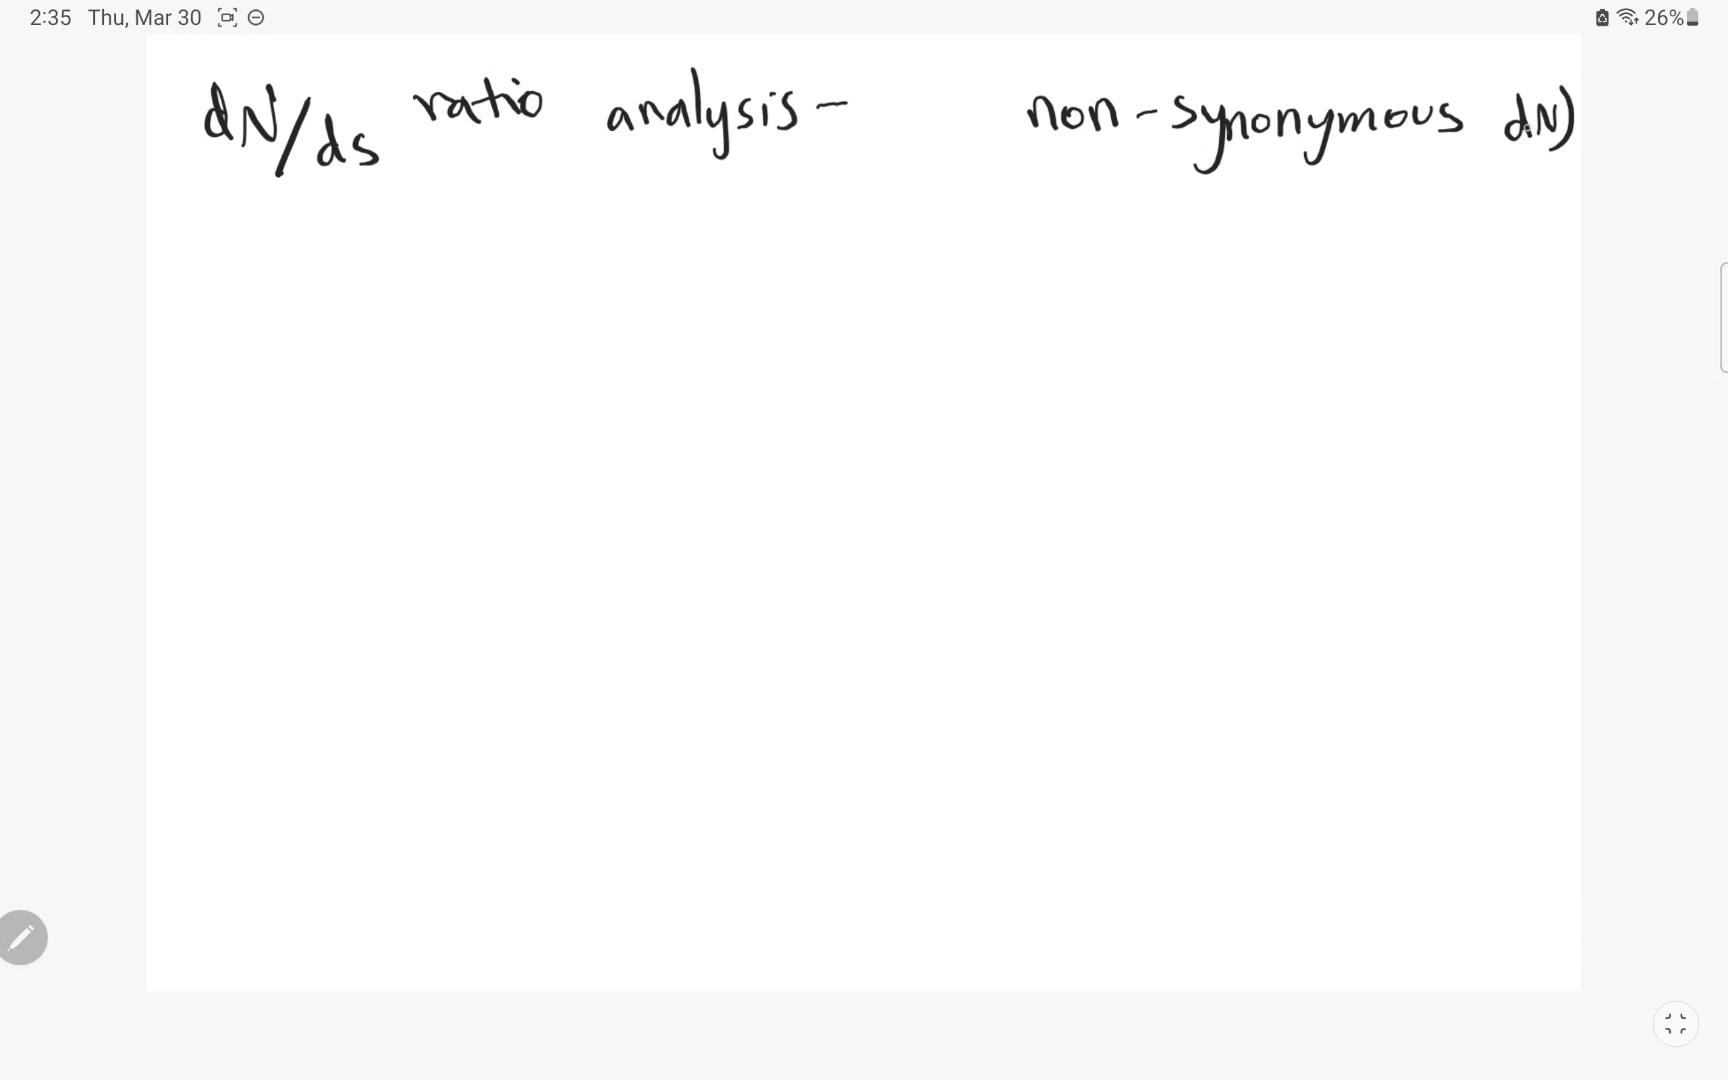 2:35 Thu, Mar 30 26%
dN/ds ratio analysis - non-synonymous dN)